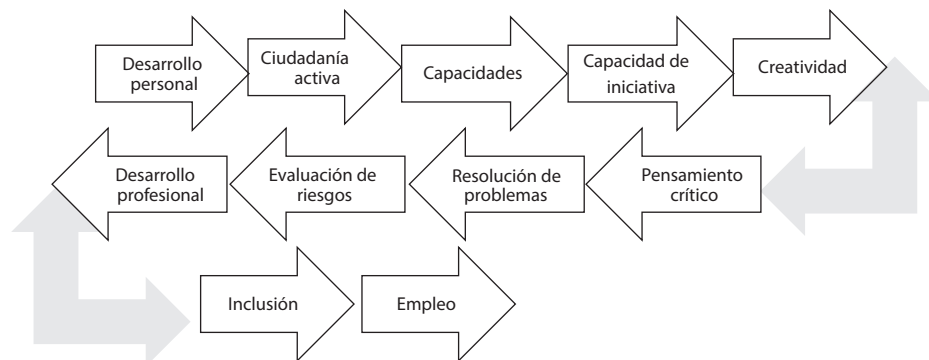 Desarrollo
personal
Ciudadanía
activa
Capacidades
Capacidad de
iniciativa
Creatividad
Pensamiento
crítico
Resolución de
problemas
Evaluación de
riesgos
Desarrollo
profesional
Inclusión
Empleo